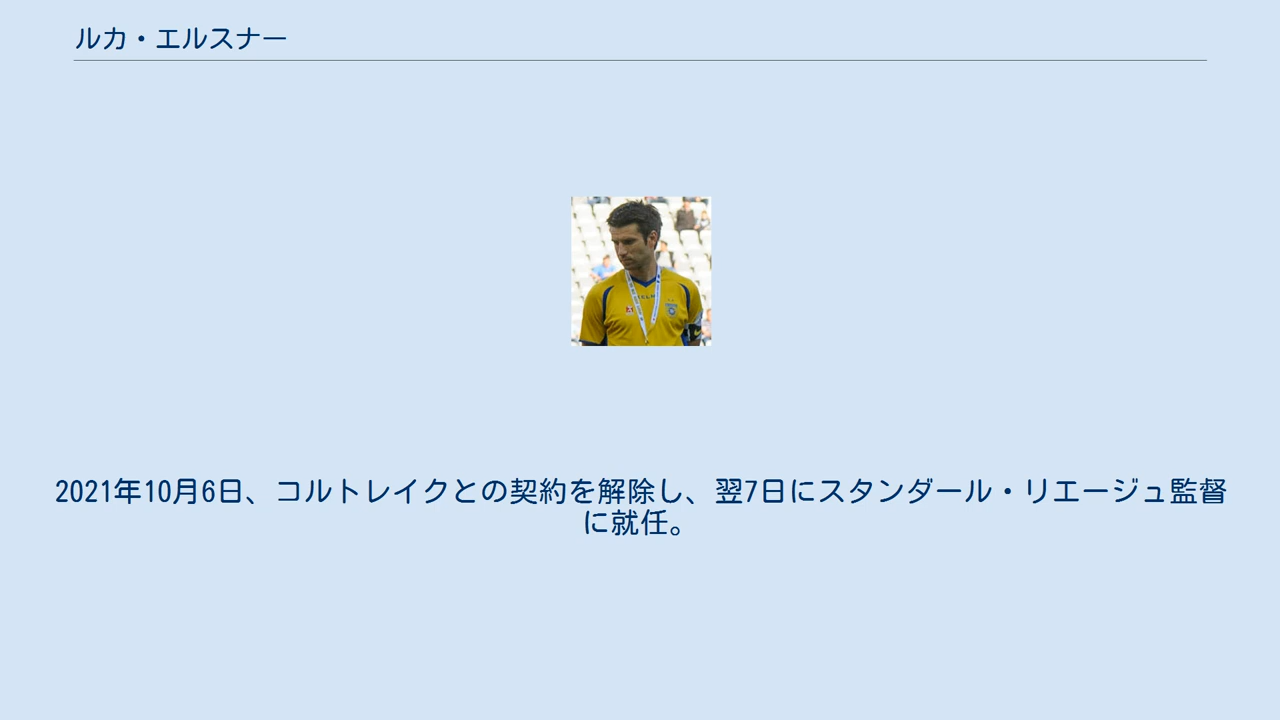 ルカ・エルスナー
2021年10月6日、コルトレイクとの契約を解除し、翌7日にスタンダール・リエージュ監督
に就任。